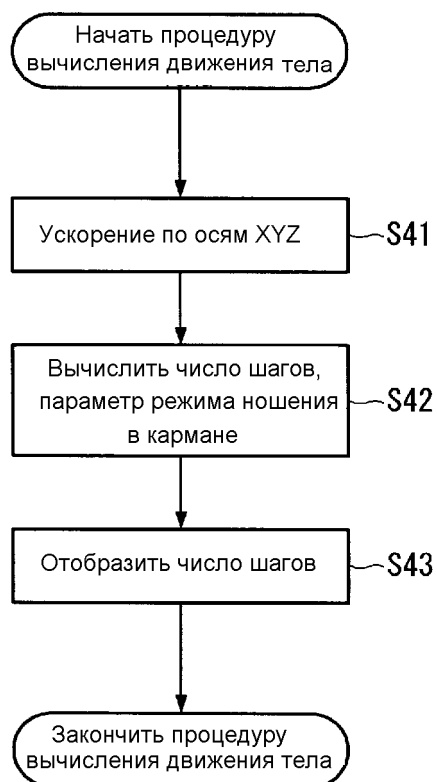 Начать процедуру
вычисления движения тела
Ускорение по осям XYZ
S41
Вычислить число шагов,
параметр режима ношения
в кармане
S42
Отобразить число шагов
S43
Закончить процедуру
вычисления движения тела